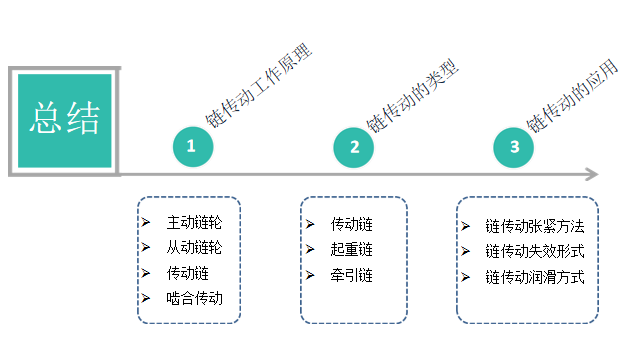 总结
链传动工作原理
链传动的类型
链传动的应用
1
2
3
主动链轮
从动链轮
传动链
啮合传动
传动链
起重链
牵引链
链传动张紧方法
链传动失效形式
链传动润滑方式